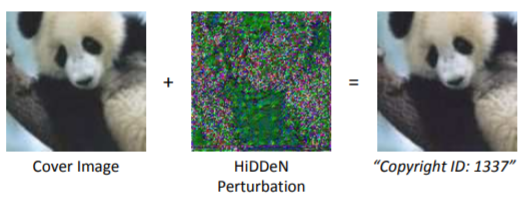 +
=
Cover Image
HiDDeN
Perturbation
“Copyright ID: 1337”